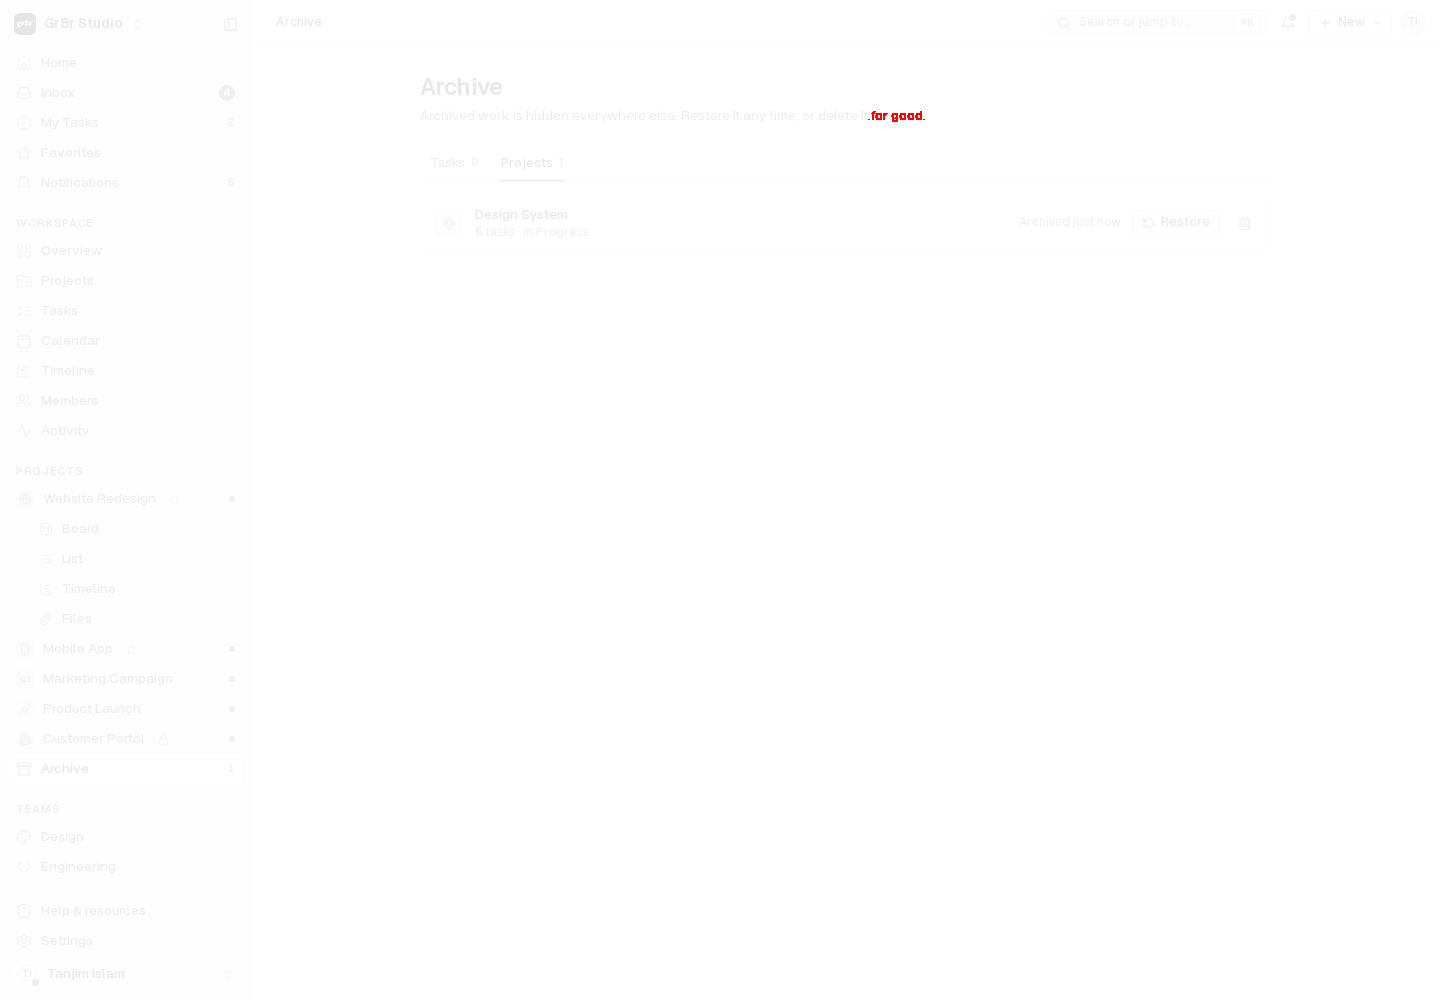 gr8r
Gr8r Studio
Archive
Search or jump to...
⌘K
New
TI
Home
Inbox
4
My Tasks
2
Favorites
Notifications
6
WORKSPACE
Overview
Projects
Tasks
Calendar
Timeline
Members
Activity
PROJECTS
Website Redesign
Board
List
Timeline
Files
Mobile App
Marketing Campaign
Product Launch
Customer Portal
Archive
1
TEAMS
Design
Engineering
Help & resources
Settings
TI
Tanjim Islam
Archive
Archived work is hidden everywhere else. Restore it any time, or delete it
Tasks 0
Projects 1
Design System
6 tasks · In Progress
Archived just now
Restore